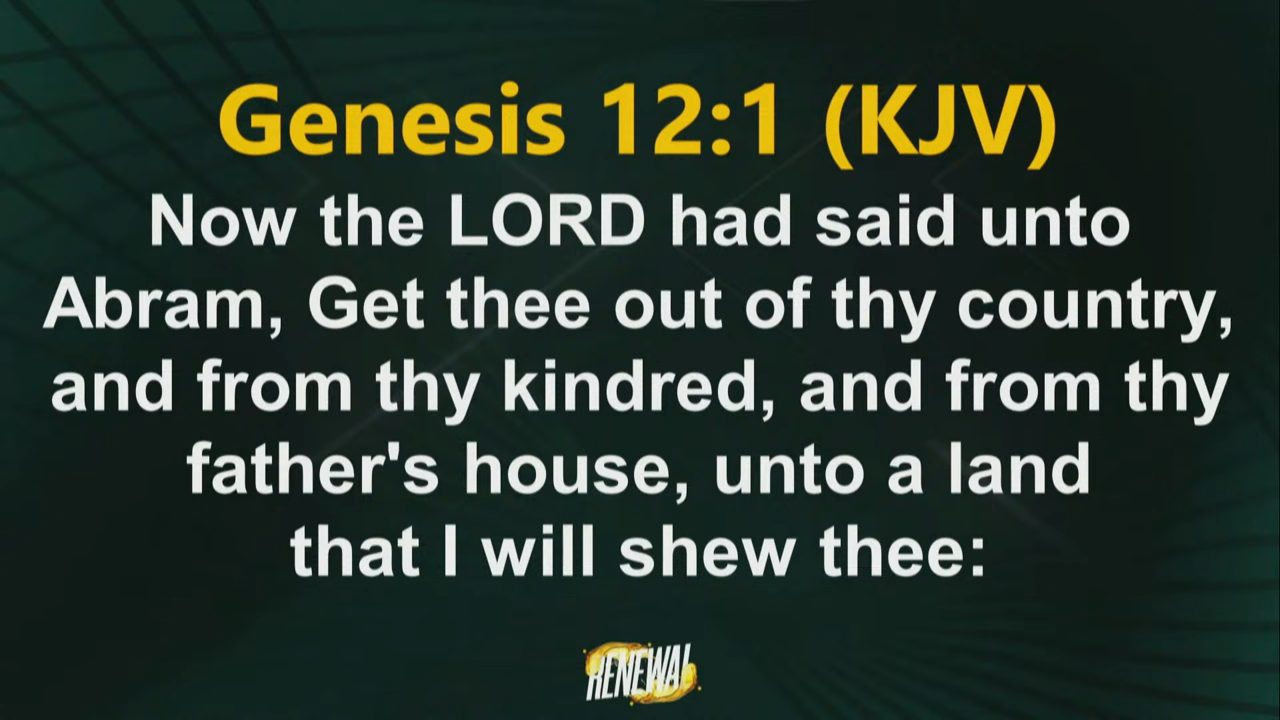 Genesis 12:1 (KJV)
Now the LORD had said unto
Abram, Get thee out of thy country,
and from thy kindred, and from thy
father's house, unto a land
that I will shew thee:
RENEWAL